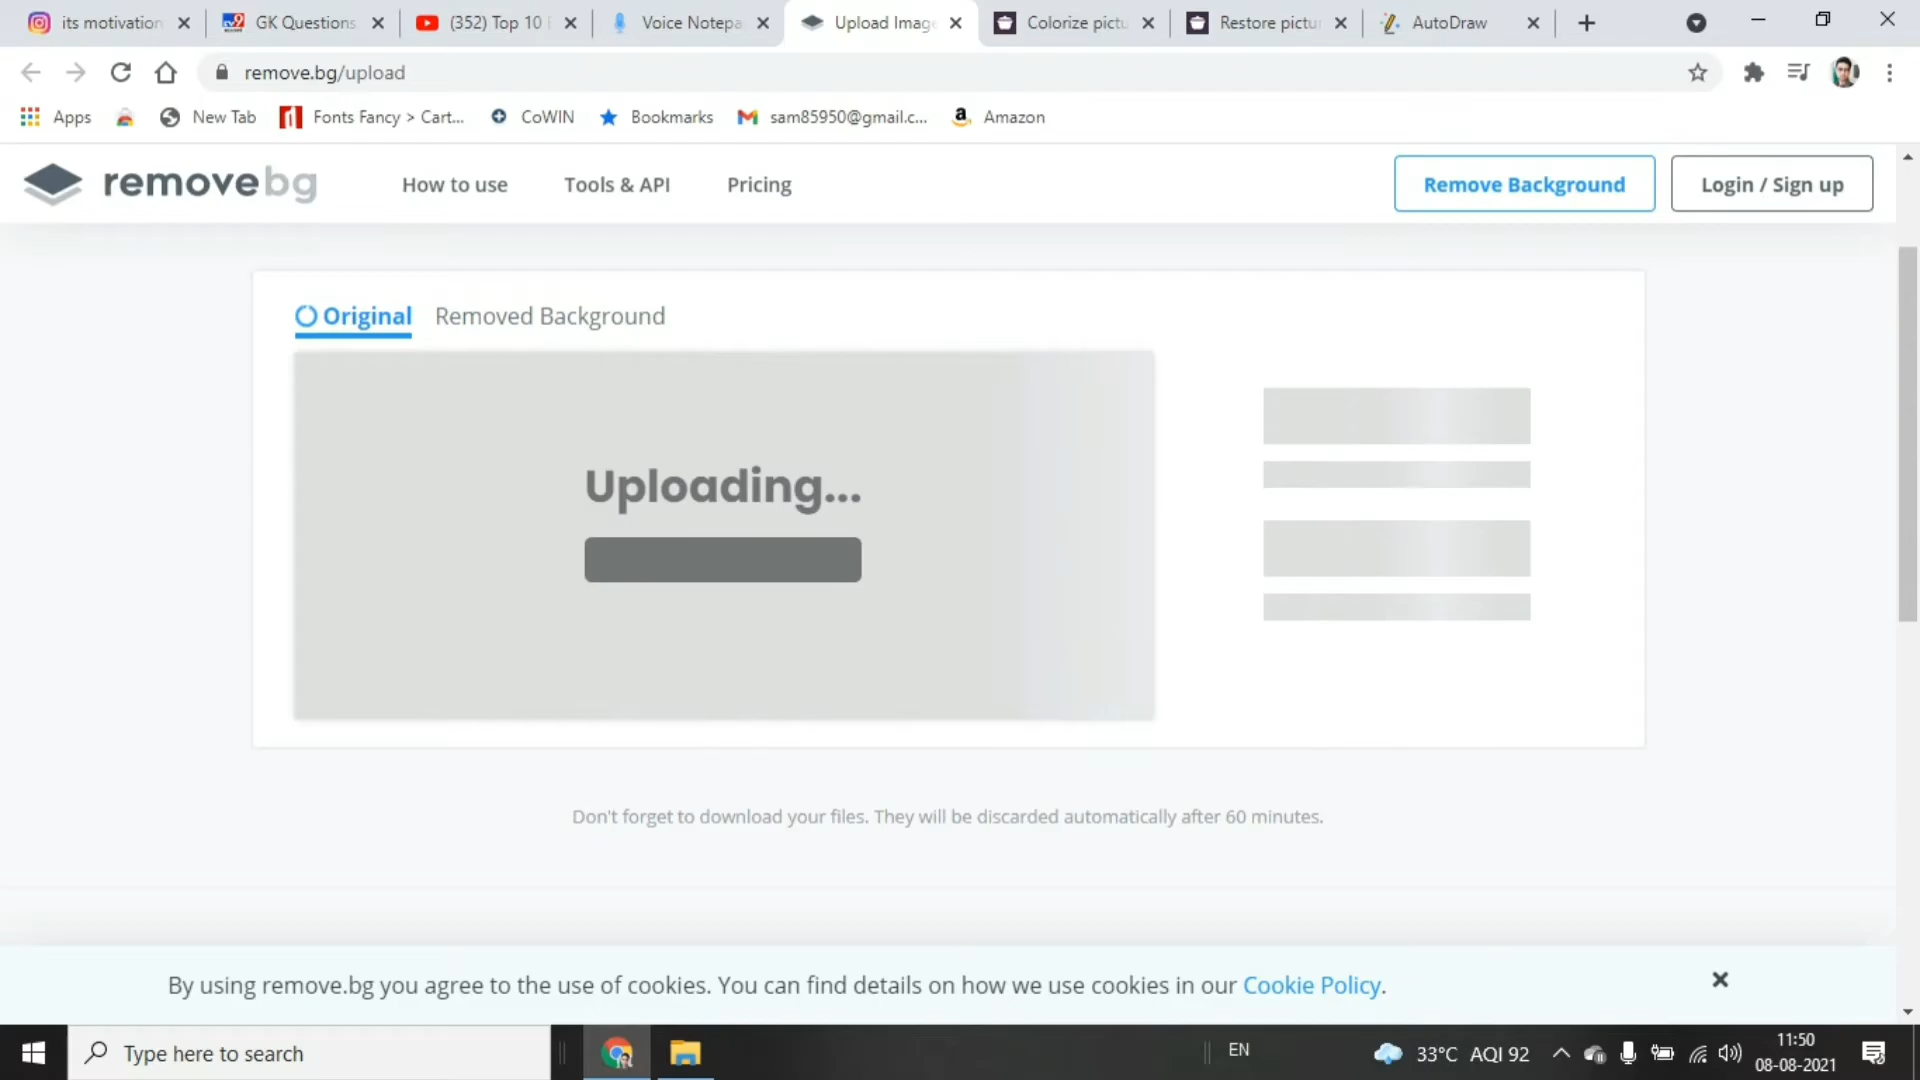 its motivation
GK Questions
(352) Top 10
Voice Notepa
Upload Image
Colorize pictu
Restore pictu
AutoDraw
remove.bg/upload
Apps
New Tab
Fonts Fancy > Cart...
CoWIN
Bookmarks
sam85950@gmail.c...
Amazon
removebg
How to use
Tools & API
Pricing
Remove Background
Login / Sign up
Original
Removed Background
Uploading...
Don't forget to download your files. They will be discarded automatically after 60 minutes.
By using remove.bg you agree to the use of cookies. You can find details on how we use cookies in our Cookie Policy.
Type here to search
EN
33°C AQI 92
11:50
08-08-2021